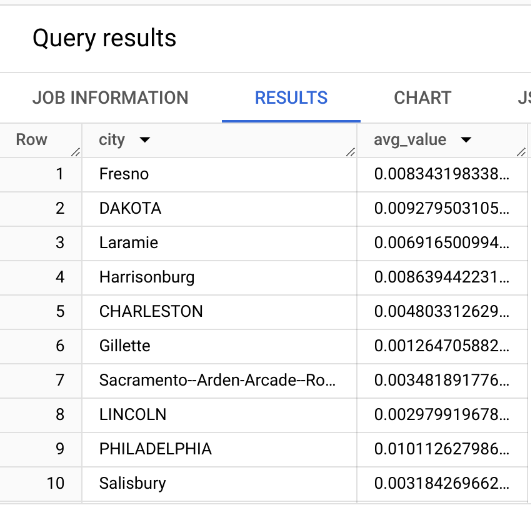 Query results
JOB INFORMATION RESULTS CHART JS
Row city avg_value
1 Fresno 0.008343198338...
2 DAKOTA 0.009279503105...
3 Laramie 0.006916500994...
4 Harrisonburg 0.008639442231...
5 CHARLESTON 0.004803312629...
6 Gillette 0.001264705882...
7 Sacramento--Arden-Arcade--Ro... 0.003481891776...
8 LINCOLN 0.002979919678...
9 PHILADELPHIA 0.010112627986...
10 Salisbury 0.003184269662...